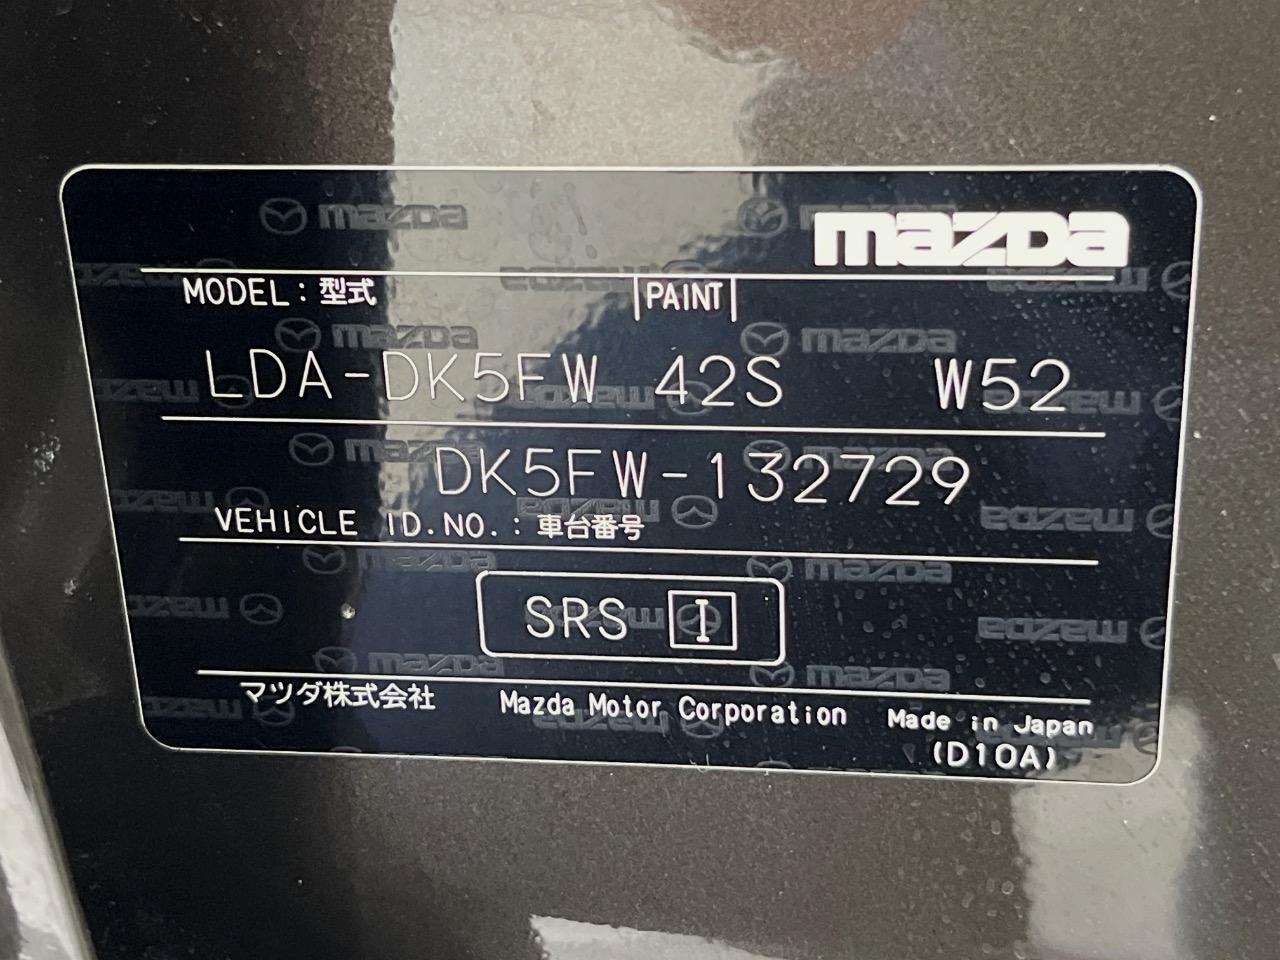 mazda
MODEL : 型式 PAINT
LDA-DK5FW 42S W52
DK5FW-132729
VEHICLE ID.NO. : 車台番号
SRS I
マツダ株式会社 Mazda Motor Corporation Made in Japan
(D10A)